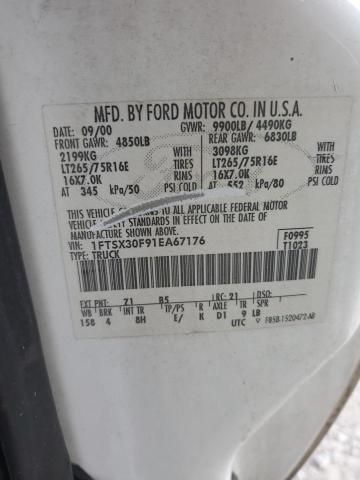 MFD. BY FORD MOTOR CO. IN U.S.A.
DATE: 09/00 GVWR: 9900LB/ 4490KG
FRONT GAWR: 4850LB REAR GAWR: 6830LB
2199KG WITH 3098KG WITH
LT265/75R16E TIRES LT265/75R16E TIRES
16X7.0K RIMS 16X7.0K RIMS
AT 345 kPa/50 PSI COLD AT 552 kPa/80 PSI COLD
THIS VEHICLE CONFORMS TO ALL APPLICABLE FEDERAL MOTOR
VEHICLE SAFETY STANDARDS IN EFFECT ON THE DATE OF
MANUFACTURE SHOWN ABOVE.
VIN: 1FTSX30F91EA67176 F0995
TYPE: TRUCK T1023
EXT PNT: Z1 B5 RC: 21 DSO:
WB BRK INT TR TP/PS R AXLE TR SPR
158 4 8H E/ K D1 9 LB
UTC F85B-1520472-AB